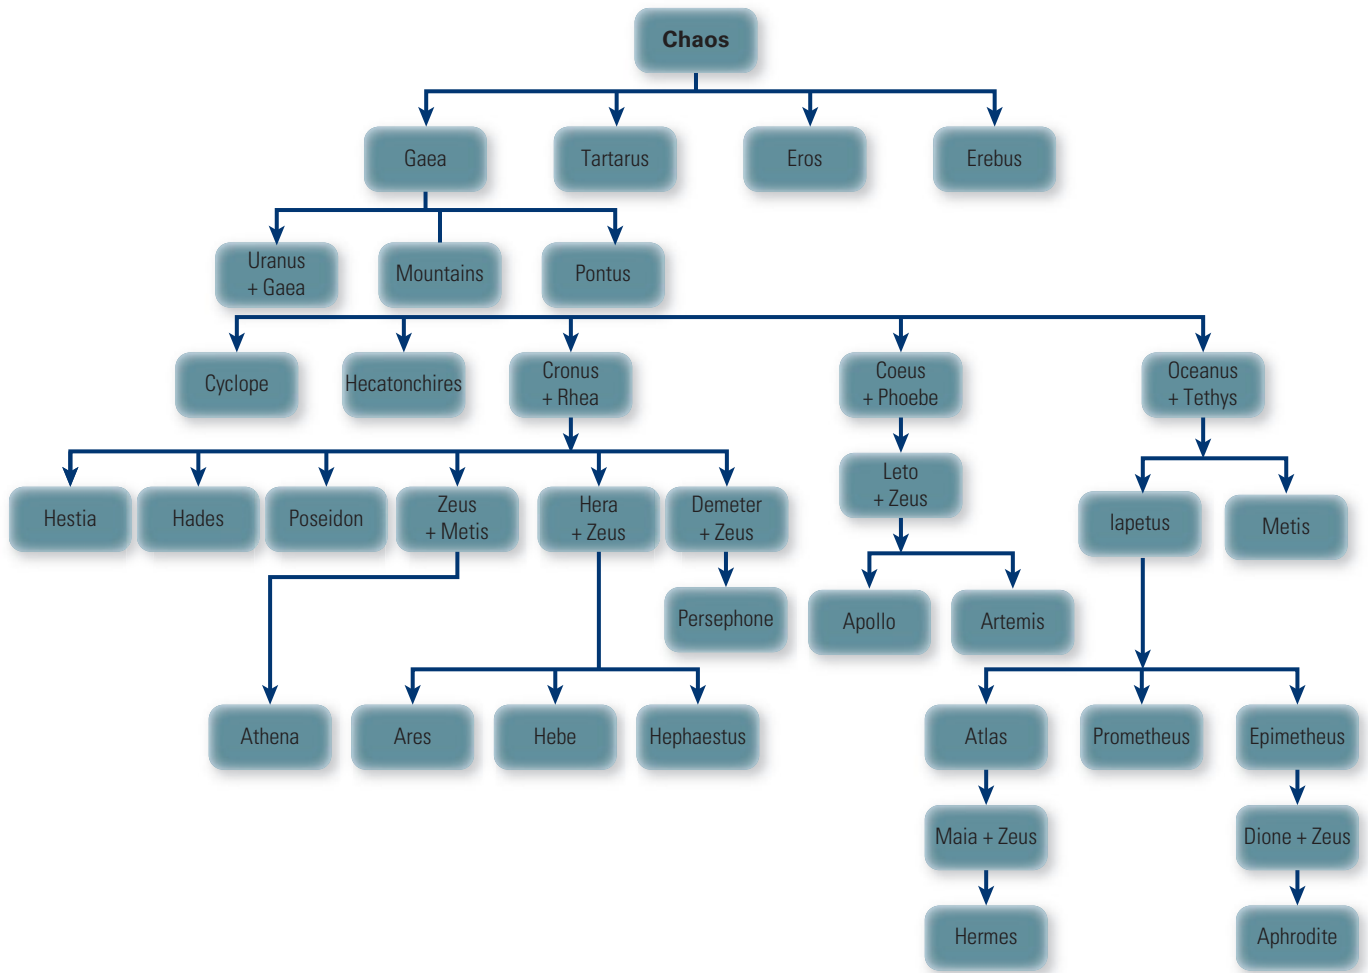 Chaos
Gaea
Tartarus
Eros
Erebus
Uranus
+ Gaea
Mountains
Pontus
Cyclope
Hecatonchires
Cronus
+ Rhea
Coeus
+ Phoebe
Oceanus
+ Tethys
Hestia
Hades
Poseidon
Zeus
+ Metis
Hera
+ Zeus
Demeter
+ Zeus
Leto
+ Zeus
Iapetus
Metis
Persephone
Apollo
Artemis
Athena
Ares
Hebe
Hephaestus
Atlas
Prometheus
Epimetheus
Maia + Zeus
Dione + Zeus
Hermes
Aphrodite